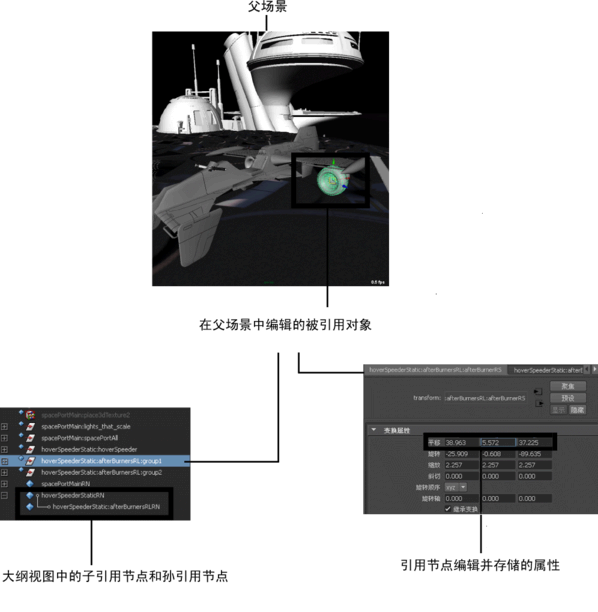 父场景
0.5 fps
在父场景中编辑的被引用对象
spacePortMain:place3dTexture2
spacePortMain:lights_that_scale
spacePortMain:spacePortAll
hoverSpeederStatic:hoverSpeeder
hoverSpeederStatic:afterBurnersRL:group1
hoverSpeederStatic:afterBurnersRL:group2
spacePortMainRN
hoverSpeederStaticRN
hoverSpeederStatic:afterBurnersRLRN
大纲视图中的子引用节点和孙引用节点
hoverSpeederStatic:afterBurnersRL:afterBurnerRS hoverSpeederStatic:after
transform: :afterBurnersRL:afterBurnerRS
聚焦
预设
显示 隐藏
变换属性
平移 38.963 5.572 37.225
旋转 -25.909 -0.608 -89.635
缩放 2.257 2.257 2.257
斜切 0.000 0.000 0.000
旋转顺序 xyz
旋转轴 0.000 0.000 0.000
继承变换
引用节点编辑并存储的属性